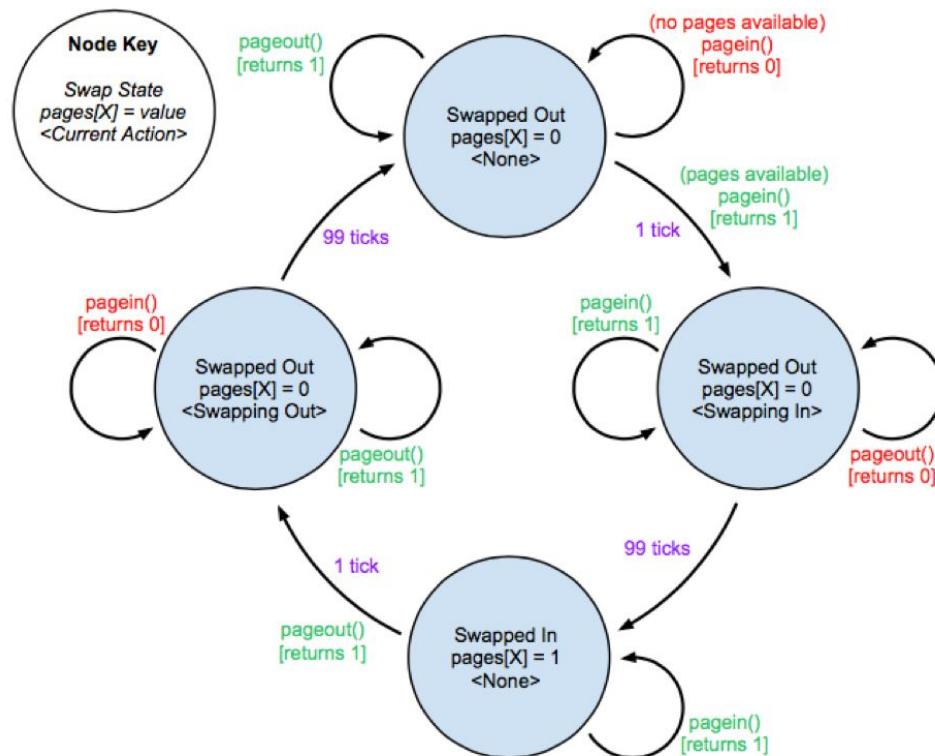 Node Key
Swap State
pages[X] = value
<Current Action>
pageout()
[returns 1]
(no pages available)
pagein()
[returns 0]
Swapped Out
pages[X] = 0
<None>
(pages available)
pagein()
[returns 1]
99 ticks
1 tick
pagein()
[returns 0]
Swapped Out
pages[X] = 0
<Swapping Out>
pageout()
[returns 1]
pagein()
[returns 1]
Swapped Out
pages[X] = 0
<Swapping In>
pageout()
[returns 0]
1 tick
99 ticks
pageout()
[returns 1]
Swapped In
pages[X] = 1
<None>
pagein()
[returns 1]